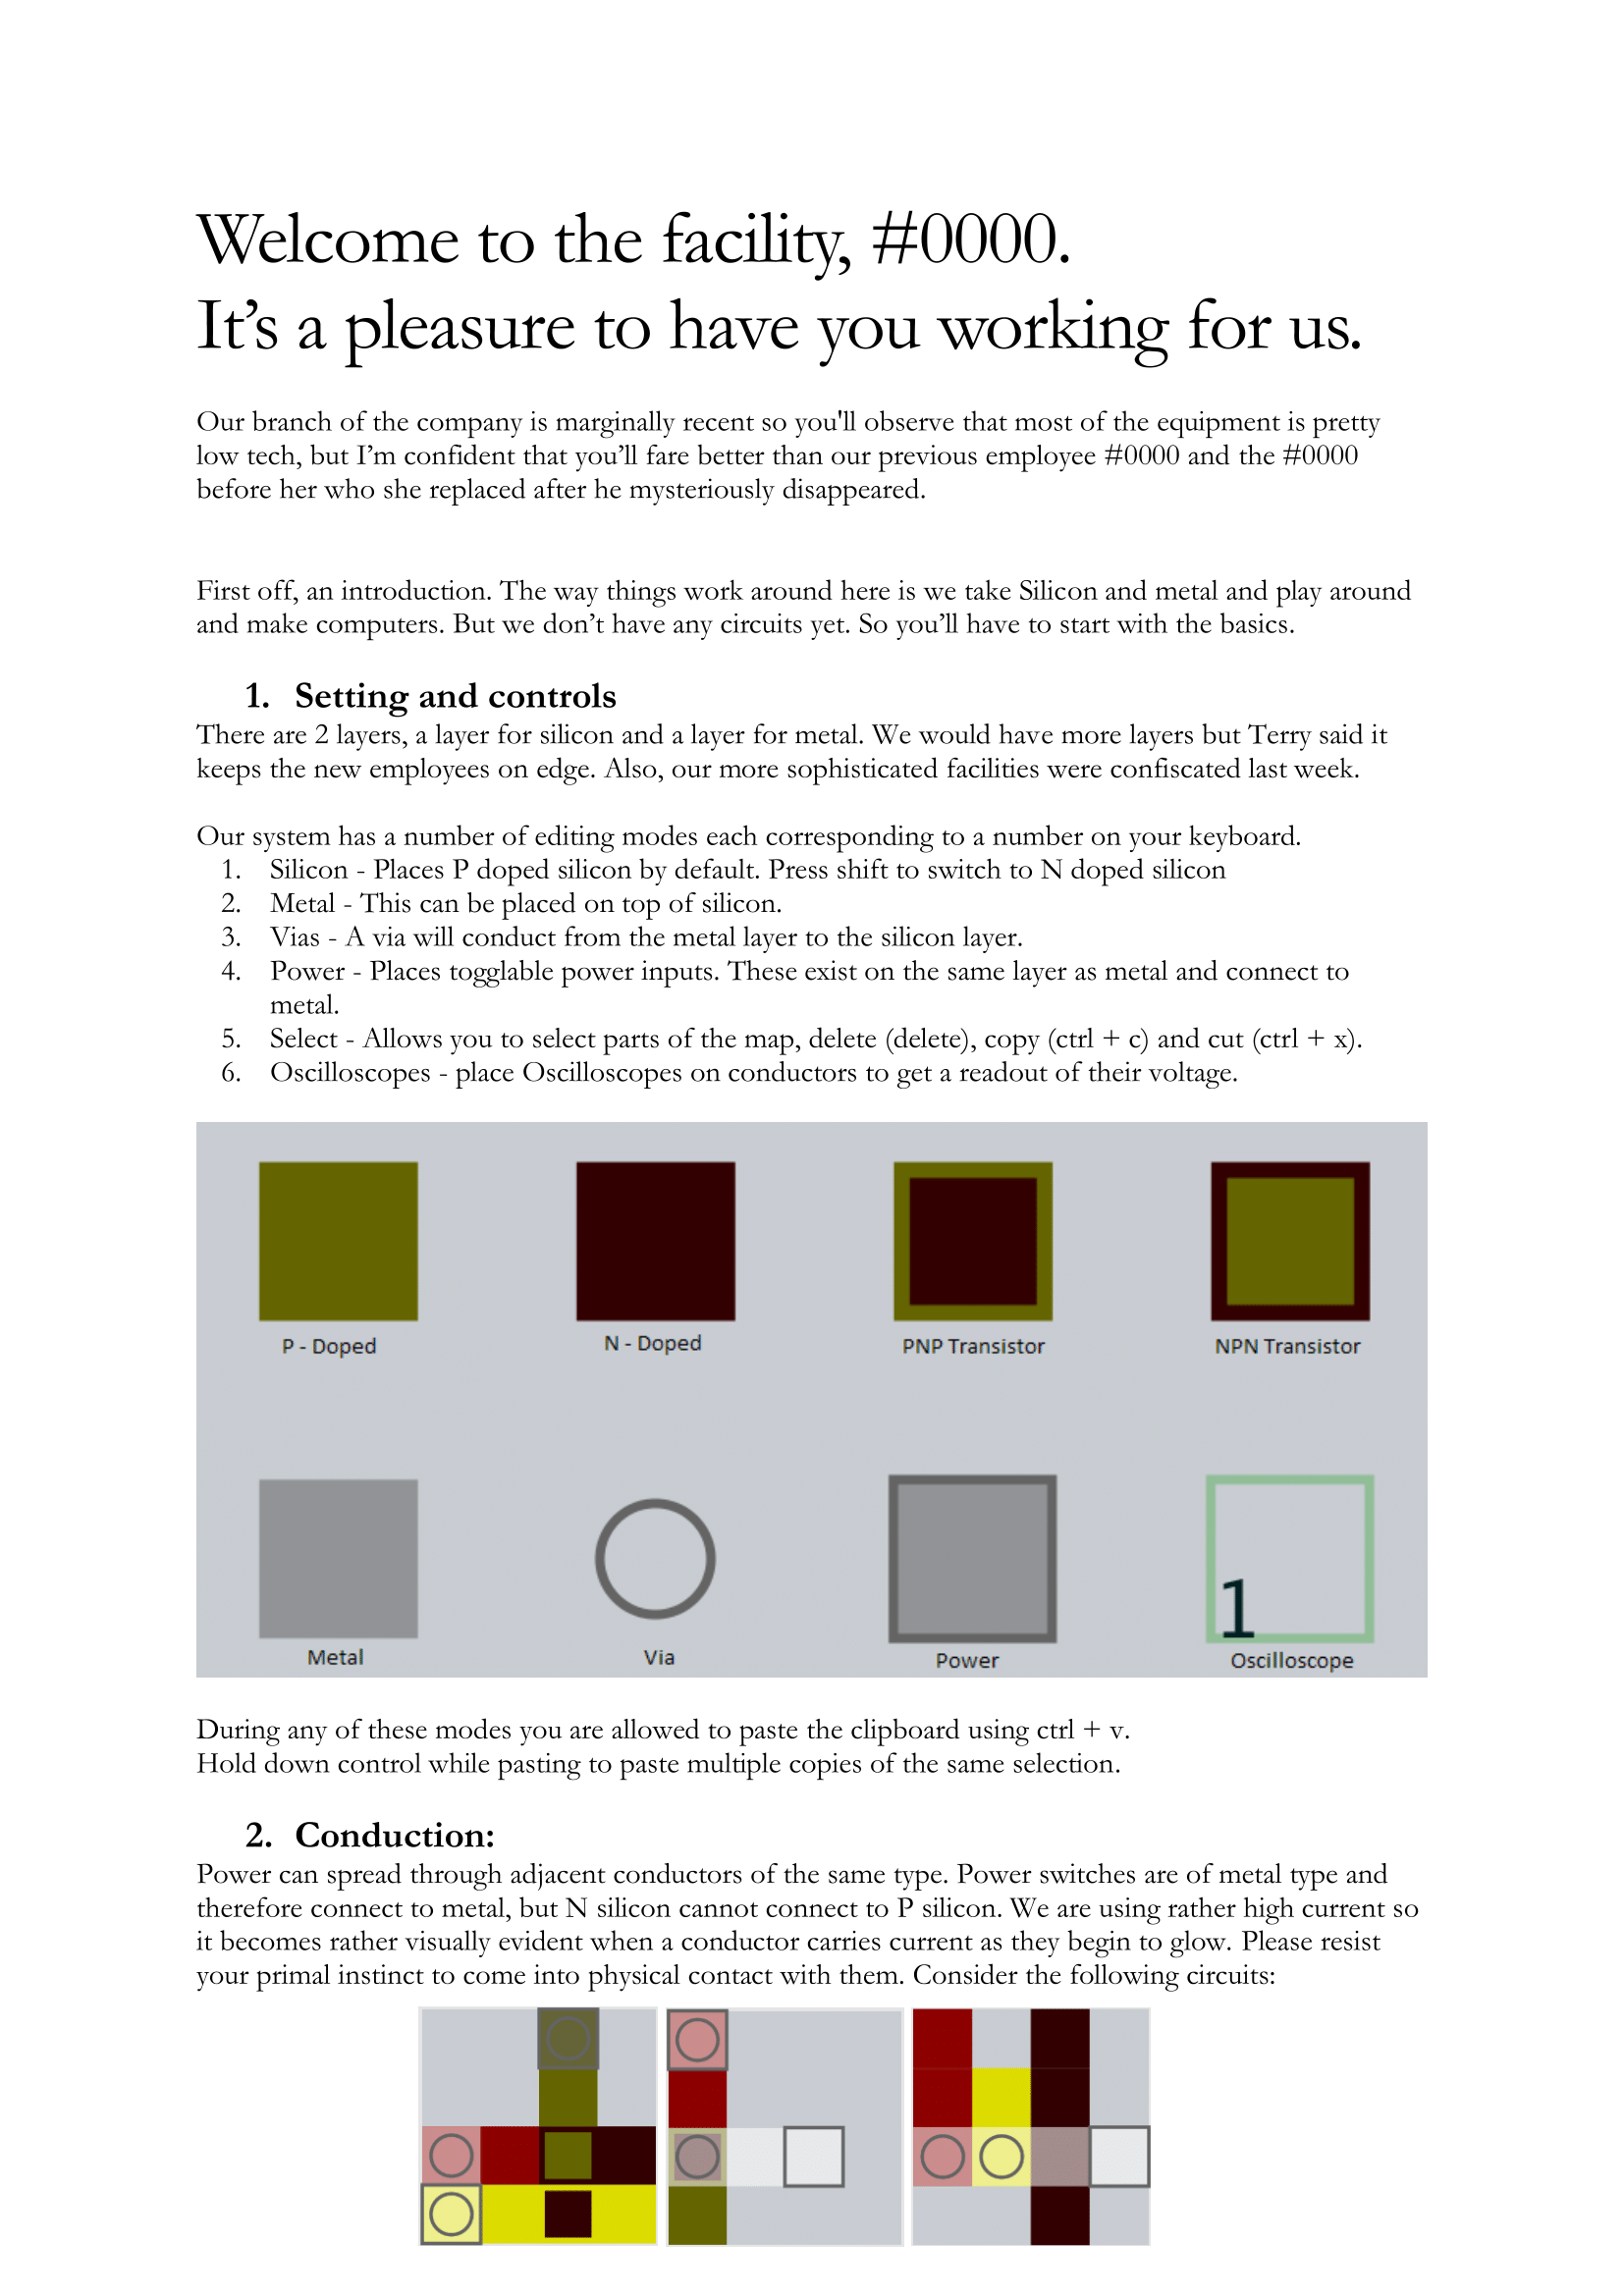 Welcome to the facility, #0000.
It’s a pleasure to have you working for us.
Our branch of the company is marginally recent so you'll observe that most of the equipment is pretty
low tech, but I’m confident that you’ll fare better than our previous employee #0000 and the #0000
before her who she replaced after he mysteriously disappeared.
First off, an introduction. The way things work around here is we take Silicon and metal and play around
and make computers. But we don’t have any circuits yet. So you’ll have to start with the basics.
1. Setting and controls
There are 2 layers, a layer for silicon and a layer for metal. We would have more layers but Terry said it
keeps the new employees on edge. Also, our more sophisticated facilities were confiscated last week.
Our system has a number of editing modes each corresponding to a number on your keyboard.
1. Silicon - Places P doped silicon by default. Press shift to switch to N doped silicon
2. Metal - This can be placed on top of silicon.
3. Vias - A via will conduct from the metal layer to the silicon layer.
4. Power - Places togglable power inputs. These exist on the same layer as metal and connect to
metal.
5. Select - Allows you to select parts of the map, delete (delete), copy (ctrl + c) and cut (ctrl + x).
6. Oscilloscopes - place Oscilloscopes on conductors to get a readout of their voltage.
P - Doped N - Doped PNP Transistor NPN Transistor
1
Metal Via Power Oscilloscope
During any of these modes you are allowed to paste the clipboard using ctrl + v.
Hold down control while pasting to paste multiple copies of the same selection.
2. Conduction:
Power can spread through adjacent conductors of the same type. Power switches are of metal type and
therefore connect to metal, but N silicon cannot connect to P silicon. We are using rather high current so
it becomes rather visually evident when a conductor carries current as they begin to glow. Please resist
your primal instinct to come into physical contact with them. Consider the following circuits: